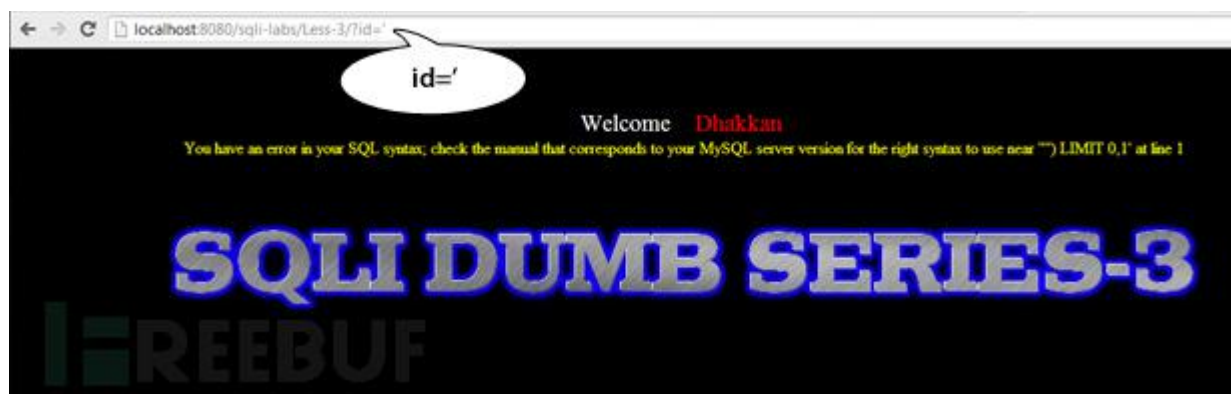 localhost:8080/sqli-labs/Less-3/?id='
id='
Welcome Dhakkan
You have an error in your SQL syntax; check the manual that corresponds to your MySQL server version for the right syntax to use near '''') LIMIT 0,1' at line 1
SQLI DUMB SERIES-3
FREEBUF